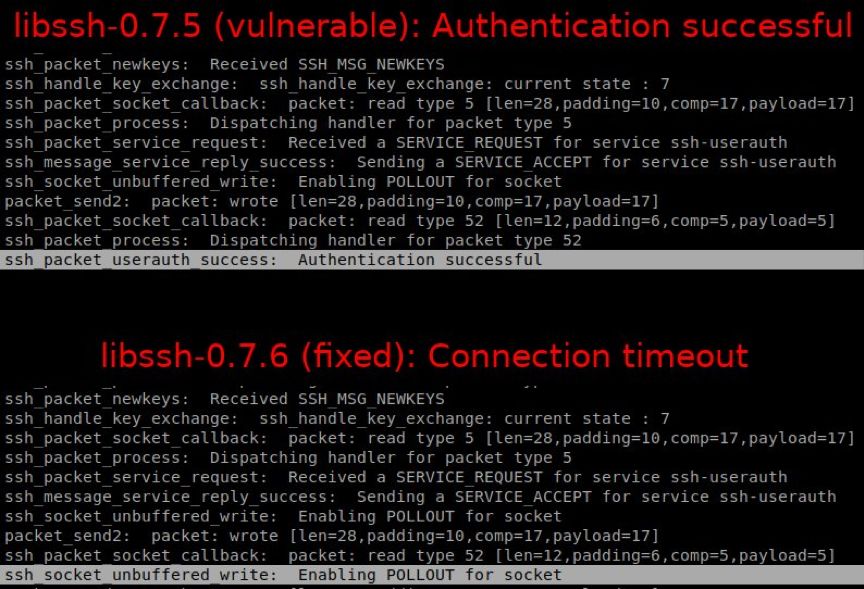 libssh-0.7.5 (vulnerable): Authentication successful
ssh_packet_newkeys:  Received SSH_MSG_NEWKEYS
ssh_handle_key_exchange:  ssh_handle_key_exchange: current state : 7
ssh_packet_socket_callback:  packet: read type 5 [len=28,padding=10,comp=17,payload=17]
ssh_packet_process:  Dispatching handler for packet type 5
ssh_packet_service_request:  Received a SERVICE_REQUEST for service ssh-userauth
ssh_message_service_reply_success:  Sending a SERVICE_ACCEPT for service ssh-userauth
ssh_socket_unbuffered_write:  Enabling POLLOUT for socket
packet_send2:  packet: wrote [len=28,padding=10,comp=17,payload=17]
ssh_packet_socket_callback:  packet: read type 52 [len=12,padding=6,comp=5,payload=5]
ssh_packet_process:  Dispatching handler for packet type 52
ssh_packet_userauth_success:  Authentication successful
libssh-0.7.6 (fixed): Connection timeout
ssh_packet_newkeys:  Received SSH_MSG_NEWKEYS
ssh_handle_key_exchange:  ssh_handle_key_exchange: current state : 7
ssh_packet_socket_callback:  packet: read type 5 [len=28,padding=10,comp=17,payload=17]
ssh_packet_process:  Dispatching handler for packet type 5
ssh_packet_service_request:  Received a SERVICE_REQUEST for service ssh-userauth
ssh_message_service_reply_success:  Sending a SERVICE_ACCEPT for service ssh-userauth
ssh_socket_unbuffered_write:  Enabling POLLOUT for socket
packet_send2:  packet: wrote [len=28,padding=10,comp=17,payload=17]
ssh_packet_socket_callback:  packet: read type 52 [len=12,padding=6,comp=5,payload=5]
ssh_socket_unbuffered_write:  Enabling POLLOUT for socket